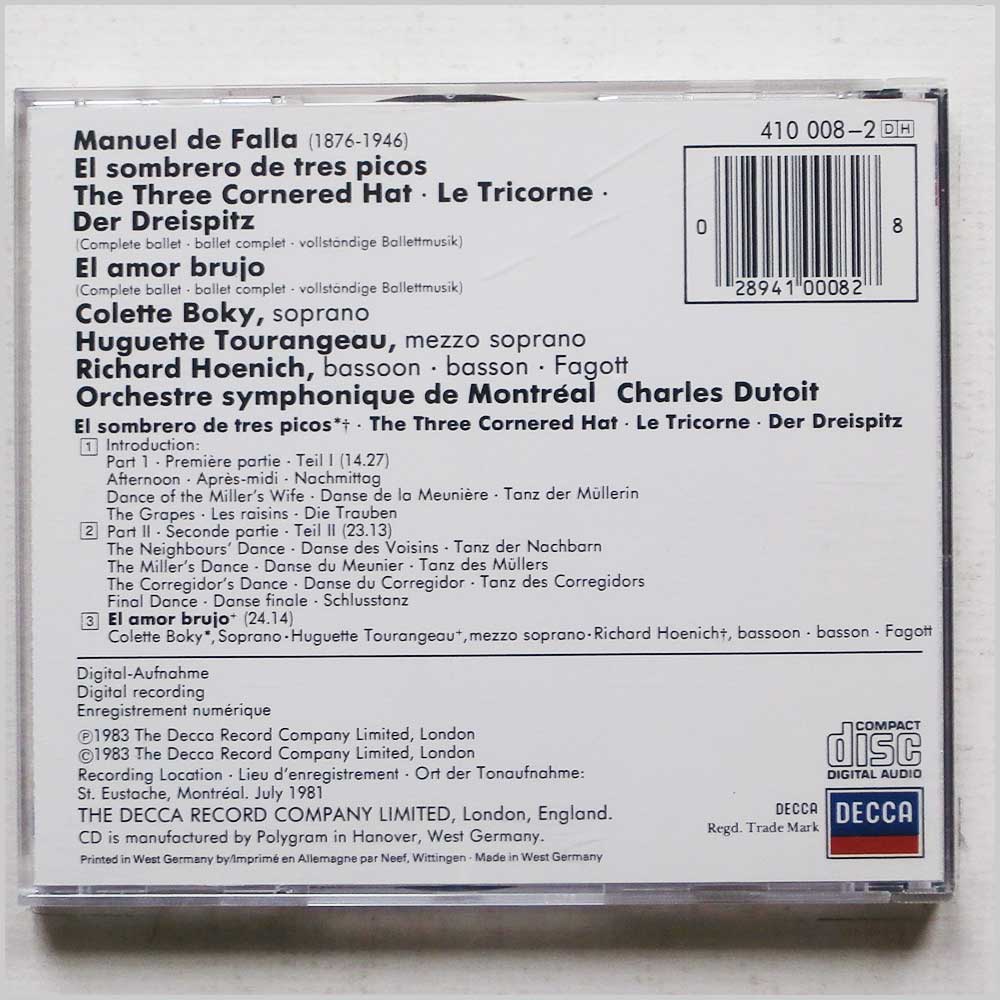 Manuel de Falla (1876-1946)
410 008-2 DH
El sombrero de tres picos
The Three Cornered Hat · Le Tricorne ·
Der Dreispitz
(Complete ballet · ballet complet · vollständige Ballettmusik)
El amor brujo
(Complete ballet · ballet complet · vollständige Ballettmusik)
0 28941 00082 8
Colette Boky, soprano
Huguette Tourangeau, mezzo soprano
Richard Hoenich, bassoon · basson · Fagott
Orchestre symphonique de Montréal Charles Dutoit
El sombrero de tres picos*† · The Three Cornered Hat · Le Tricorne · Der Dreispitz
1 Introduction:
Part 1 · Première partie · Teil I (14.27)
Afternoon · Après-midi · Nachmittag
Dance of the Miller's Wife · Danse de la Meunière · Tanz der Müllerin
The Grapes · Les raisins · Die Trauben
2 Part II · Seconde partie · Teil II (23.13)
The Neighbours' Dance · Danse des Voisins · Tanz der Nachbarn
The Miller's Dance · Danse du Meunier · Tanz des Müllers
The Corregidor's Dance · Danse du Corregidor · Tanz des Corregidors
Final Dance · Danse finale · Schlusstanz
3 El amor brujo+ (24.14)
Colette Boky*, Soprano · Huguette Tourangeau+, mezzo soprano · Richard Hoenich†, bassoon · basson · Fagott
Digital-Aufnahme
Digital recording
Enregistrement numérique
℗1983 The Decca Record Company Limited, London
©1983 The Decca Record Company Limited, London
Recording Location · Lieu d'enregistrement · Ort der Tonaufnahme:
St. Eustache, Montréal. July 1981
THE DECCA RECORD COMPANY LIMITED, London, England.
CD is manufactured by Polygram in Hanover, West Germany.
Printed in West Germany by/Imprimé en Allemagne par Neef, Wittingen · Made in West Germany
COMPACT
disc
DIGITAL AUDIO
DECCA
Regd. Trade Mark
DECCA